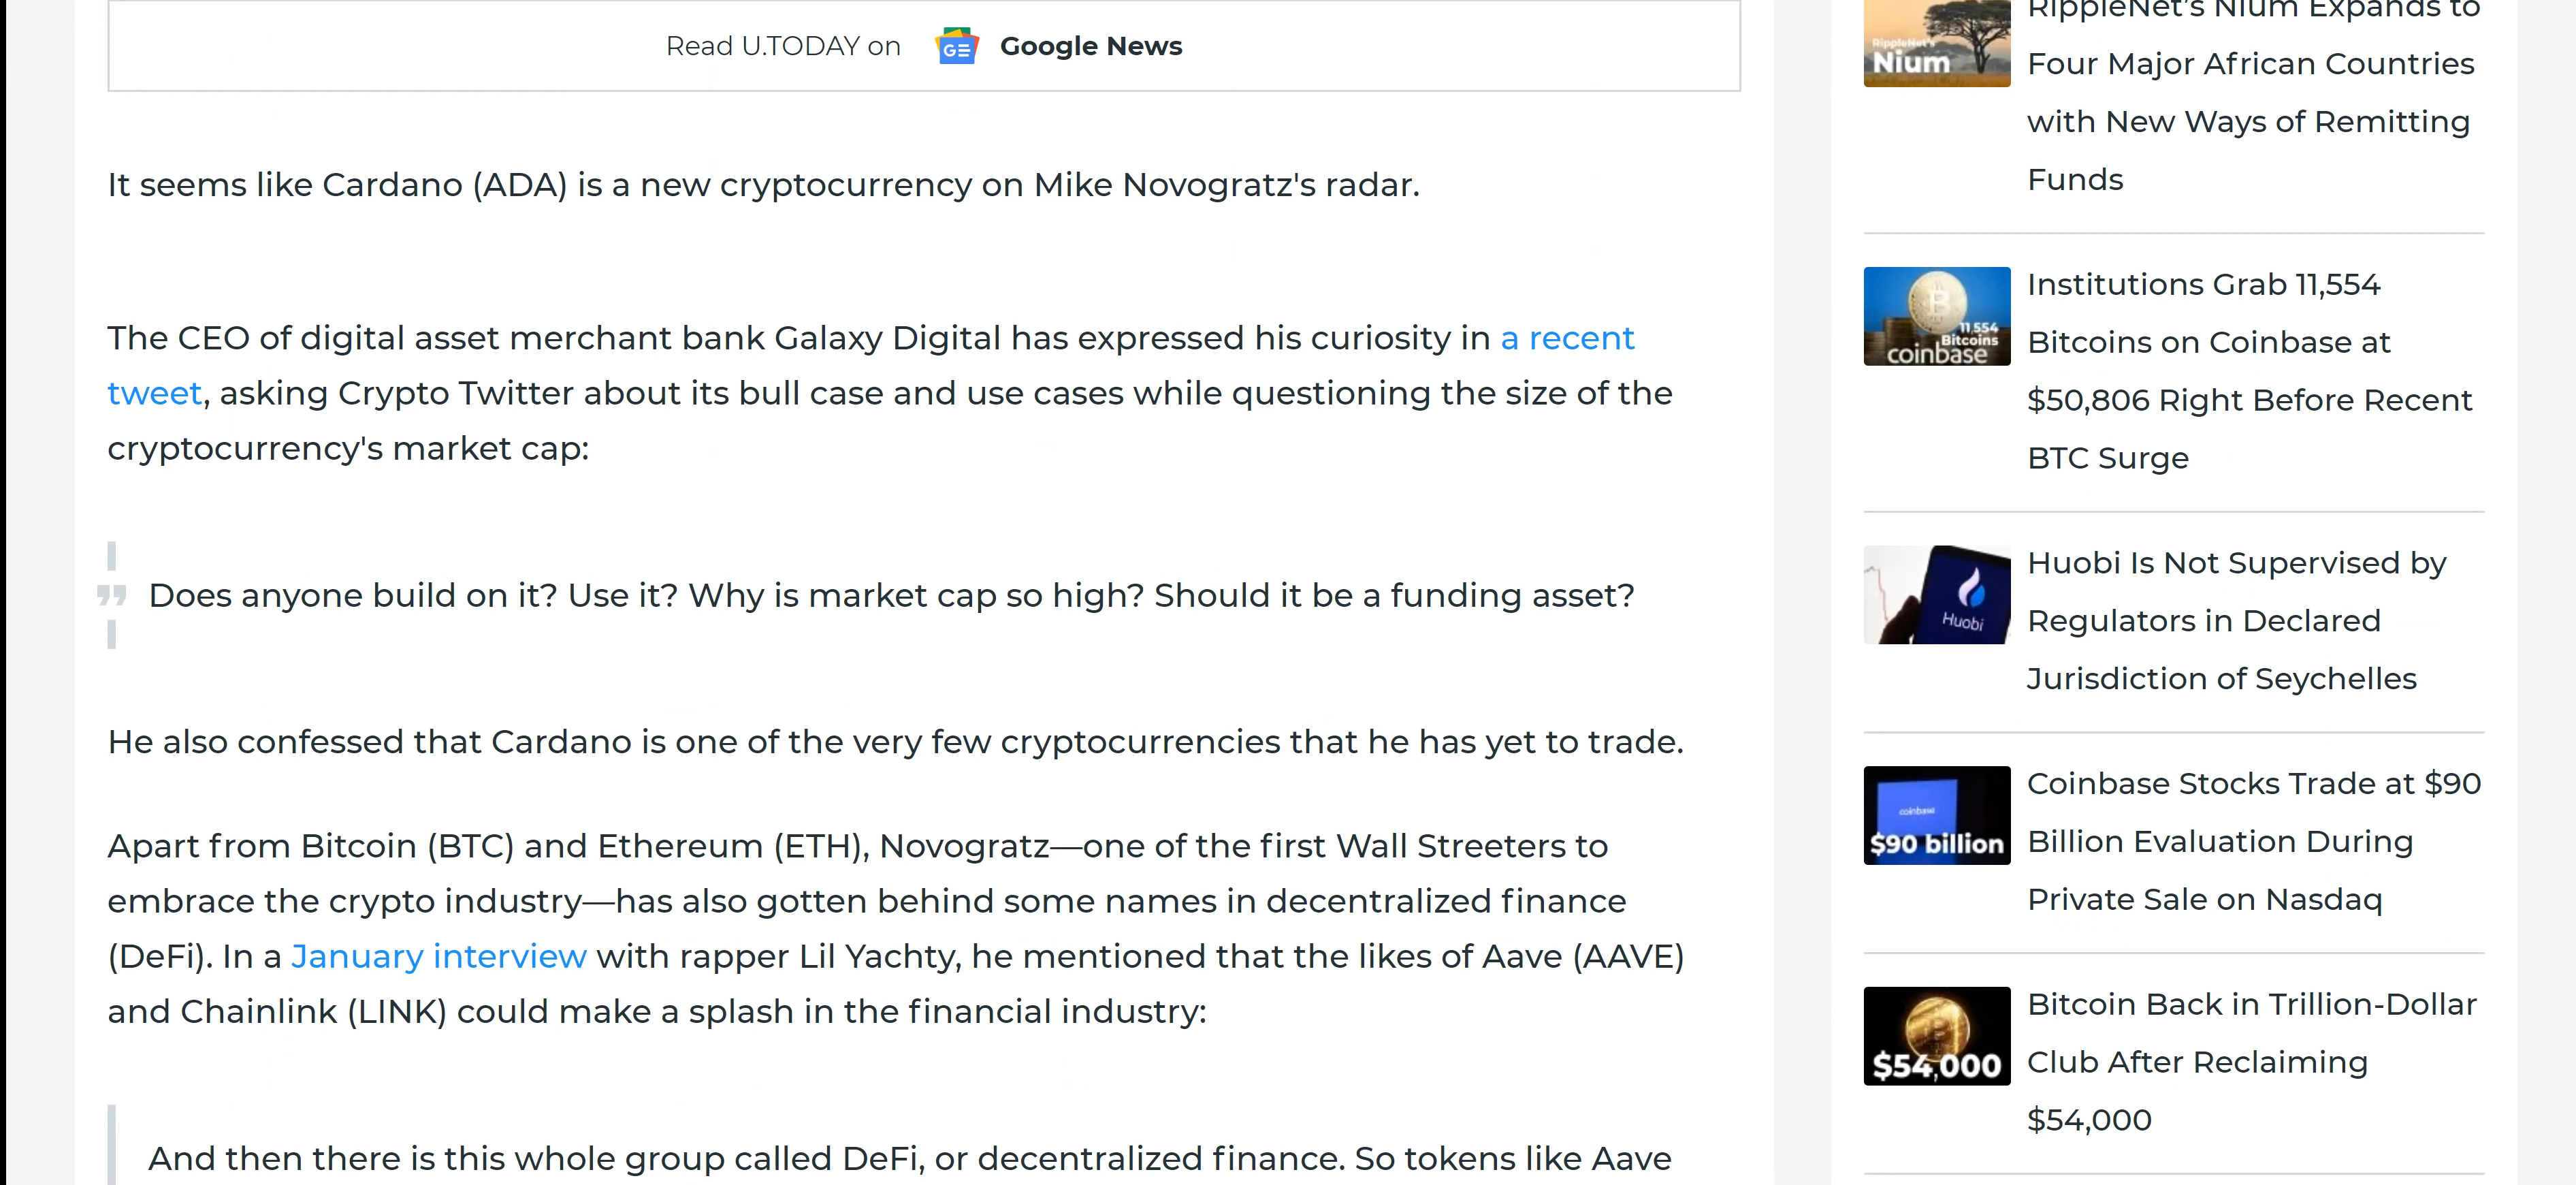 Read U.TODAY on Google News
It seems like Cardano (ADA) is a new cryptocurrency on Mike Novogratz's radar.
The CEO of digital asset merchant bank Galaxy Digital has expressed his curiosity in a recent
tweet, asking Crypto Twitter about its bull case and use cases while questioning the size of the
cryptocurrency's market cap:
Does anyone build on it? Use it? Why is market cap so high? Should it be a funding asset?
He also confessed that Cardano is one of the very few cryptocurrencies that he has yet to trade.
Apart from Bitcoin (BTC) and Ethereum (ETH), Novogratz—one of the first Wall Streeters to
embrace the crypto industry—has also gotten behind some names in decentralized finance
(DeFi). In a January interview with rapper Lil Yachty, he mentioned that the likes of Aave (AAVE)
and Chainlink (LINK) could make a splash in the financial industry:
And then there is this whole group called DeFi, or decentralized finance. So tokens like Aave
RippleNet's
Nium
RippleNet's Nium Expands to
Four Major African Countries
with New Ways of Remitting
Funds
11,554
Bitcoins
coinbase
Institutions Grab 11,554
Bitcoins on Coinbase at
$50,806 Right Before Recent
BTC Surge
Huobi
Huobi Is Not Supervised by
Regulators in Declared
Jurisdiction of Seychelles
coinbase
$90 billion
Coinbase Stocks Trade at $90
Billion Evaluation During
Private Sale on Nasdaq
$54,000
Bitcoin Back in Trillion-Dollar
Club After Reclaiming
$54,000